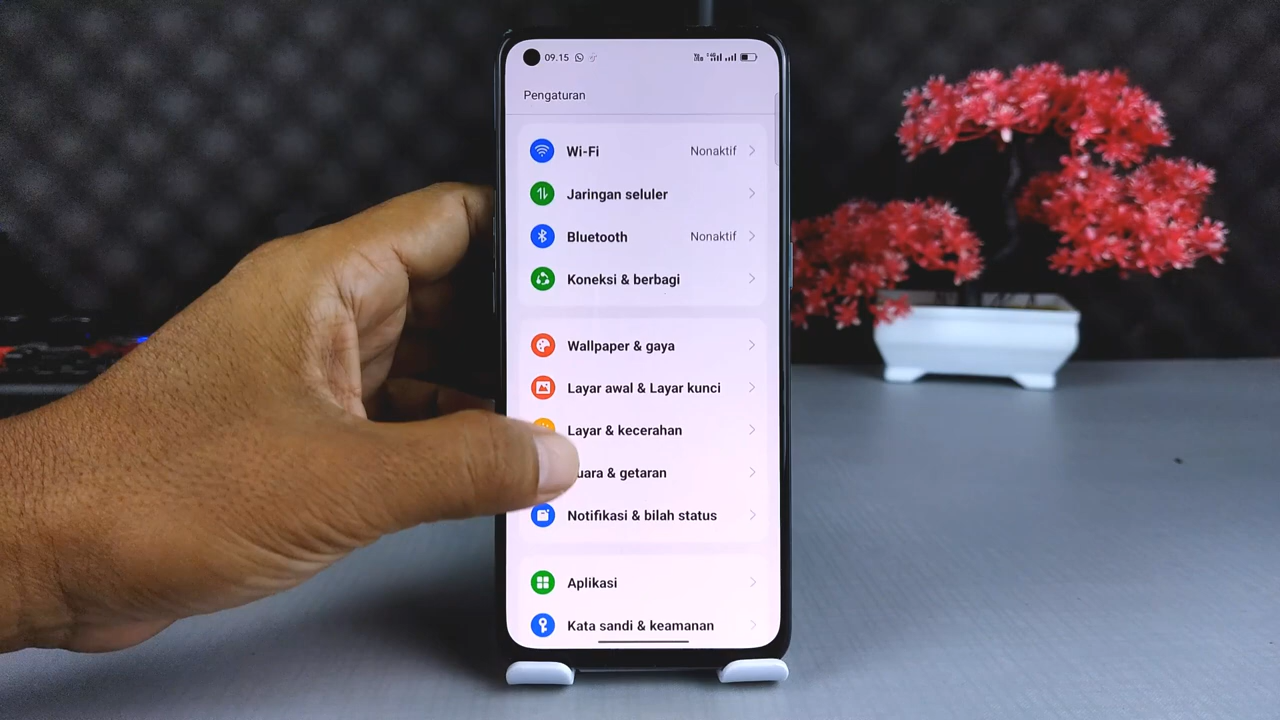 09.15
Pengaturan
Wi-Fi Nonaktif
Jaringan seluler
Bluetooth Nonaktif
Koneksi & berbagi
Wallpaper & gaya
Layar awal & Layar kunci
Layar & kecerahan
uara & getaran
Notifikasi & bilah status
Aplikasi
Kata sandi & keamanan